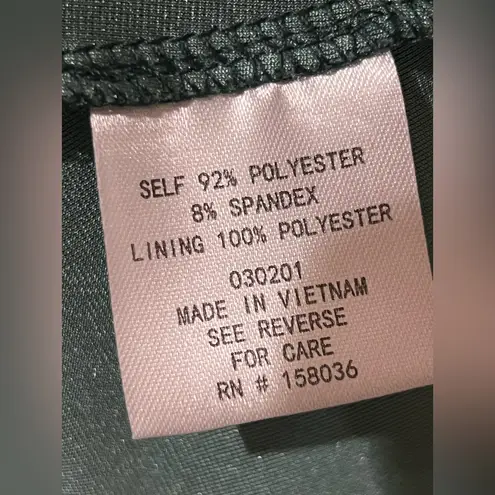 SELF 92% POLYESTER
8% SPANDEX
LINING 100% POLYESTER
030201
MADE IN VIETNAM
SEE REVERSE
FOR CARE
RN # 158036